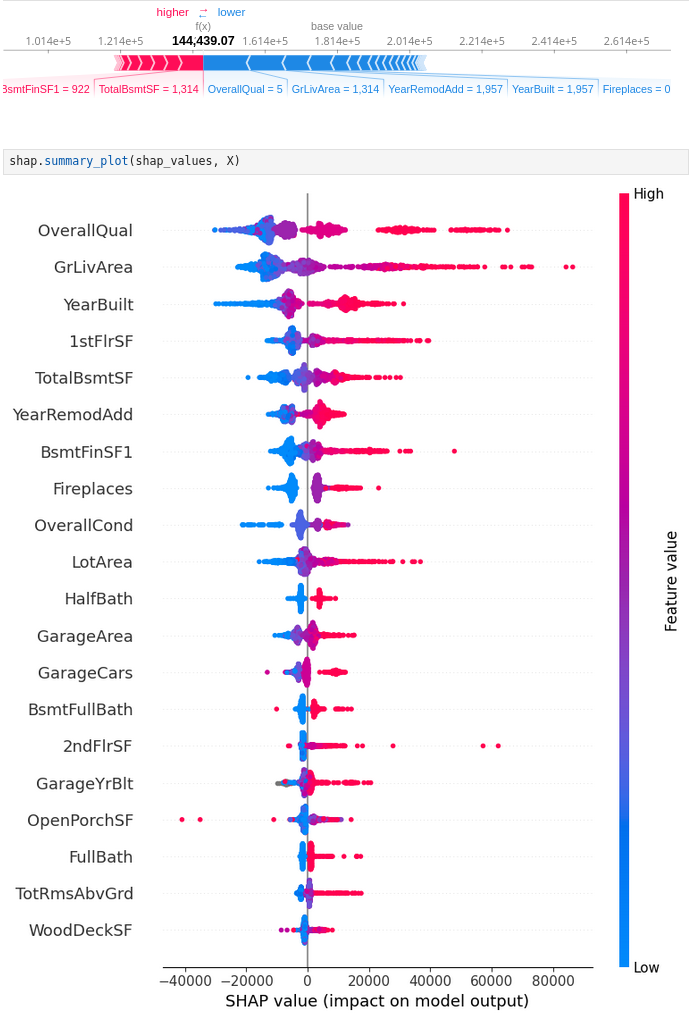 higher → ← lower
f(x) base value
1.014e+5 1.214e+5 144,439.07 1.614e+5 1.814e+5 2.014e+5 2.214e+5 2.414e+5 2.614e+5
BsmtFinSF1 = 922 TotalBsmtSF = 1,314 OverallQual = 5 GrLivArea = 1,314 YearRemodAdd = 1,957 YearBuilt = 1,957 Fireplaces = 0
shap.summary_plot(shap_values, X)
High
OverallQual
GrLivArea
YearBuilt
1stFlrSF
TotalBsmtSF
YearRemodAdd
BsmtFinSF1
Fireplaces
OverallCond
LotArea
HalfBath
GarageArea
GarageCars
BsmtFullBath
2ndFlrSF
GarageYrBlt
OpenPorchSF
FullBath
TotRmsAbvGrd
WoodDeckSF
Feature value
Low
−40000 −20000 0 20000 40000 60000 80000
SHAP value (impact on model output)